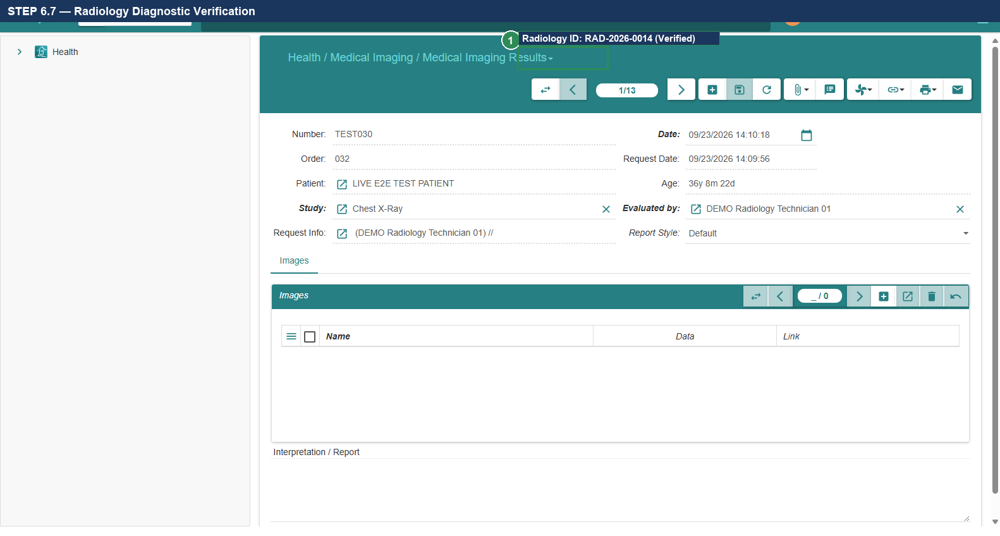 STEP 6.7 — Radiology Diagnostic Verification
1
Radiology ID: RAD-2026-0014 (Verified)
Health
Health / Medical Imaging / Medical Imaging Results
1/13
Number: TEST030
Date: 09/23/2026 14:10:18
Order: 032
Request Date: 09/23/2026 14:09:56
Patient: LIVE E2E TEST PATIENT
Age: 36y 8m 22d
Study: Chest X-Ray
Evaluated by: DEMO Radiology Technician 01
Request Info: (DEMO Radiology Technician 01) //
Report Style: Default
Images
Images
_ / 0
Name Data Link
Interpretation / Report